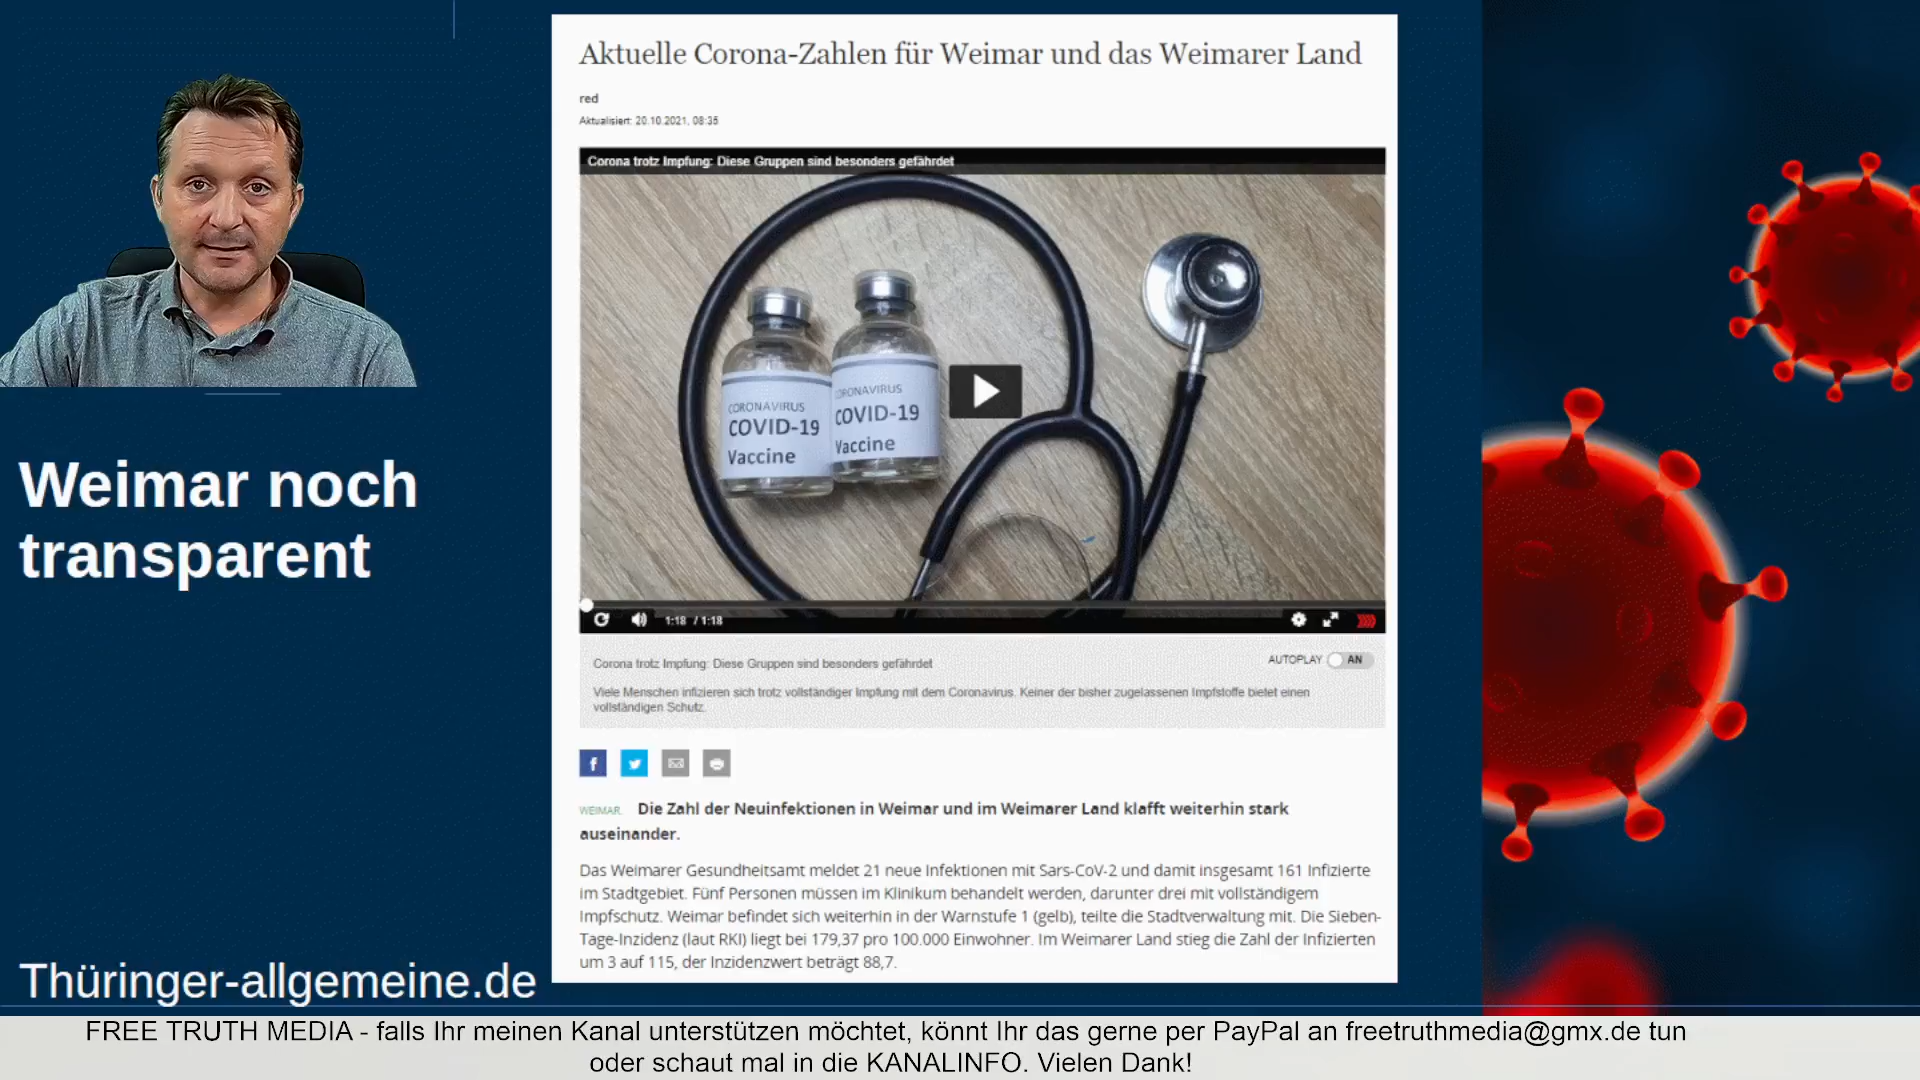 Aktuelle Corona-Zahlen für Weimar und das Weimarer Land
red
Aktualisiert: 20.10.2021, 08:35
Corona trotz Impfung: Diese Gruppen sind besonders gefährdet
CORONAVIRUS
COVID-19
Vaccine
CORONAVIRUS
COVID-19
Vaccine
1:18 / 1:18
Corona trotz Impfung: Diese Gruppen sind besonders gefährdet
AUTOPLAY AN
Viele Menschen infizieren sich trotz vollständiger Impfung mit dem Coronavirus. Keiner der bisher zugelassenen Impfstoffe bietet einen
vollständigen Schutz.
WEIMAR. Die Zahl der Neuinfektionen in Weimar und im Weimarer Land klafft weiterhin stark
auseinander.
Das Weimarer Gesundheitsamt meldet 21 neue Infektionen mit Sars-CoV-2 und damit insgesamt 161 Infizierte
im Stadtgebiet. Fünf Personen müssen im Klinikum behandelt werden, darunter drei mit vollständigem
Impfschutz. Weimar befindet sich weiterhin in der Warnstufe 1 (gelb), teilte die Stadtverwaltung mit. Die Sieben-
Tage-Inzidenz (laut RKI) liegt bei 179,37 pro 100.000 Einwohner. Im Weimarer Land stieg die Zahl der Infizierten
um 3 auf 115, der Inzidenzwert beträgt 88,7.
Weimar noch
transparent
Thüringer-allgemeine.de
FREE TRUTH MEDIA - falls Ihr meinen Kanal unterstützen möchtet, könnt Ihr das gerne per PayPal an freetruthmedia@gmx.de tun
oder schaut mal in die KANALINFO. Vielen Dank!